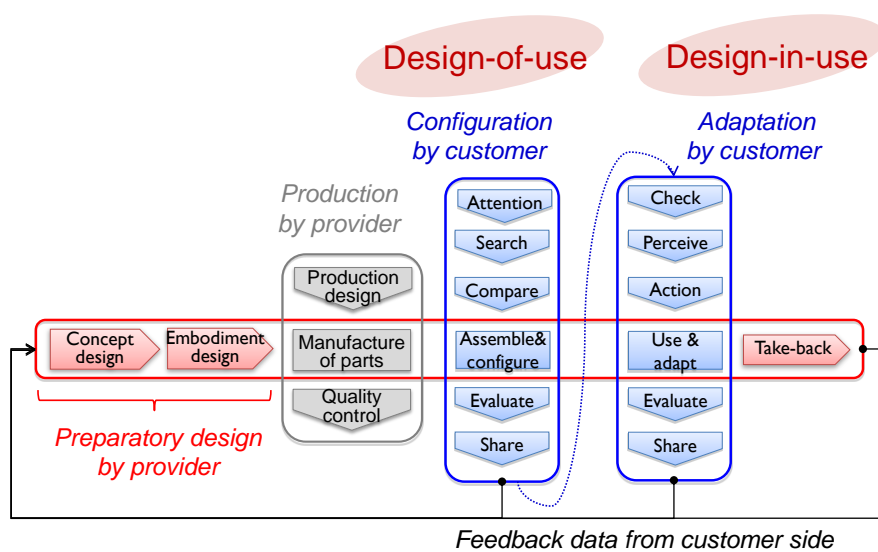 Design-of-use
Design-in-use
Configuration
by customer
Adaptation
by customer
Production
by provider
Attention
Search
Compare
Assemble&
configure
Evaluate
Share
Check
Perceive
Action
Use &
adapt
Evaluate
Share
Production
design
Manufacture
of parts
Quality
control
Concept
design
Embodiment
design
Take-back
Preparatory design
by provider
Feedback data from customer side